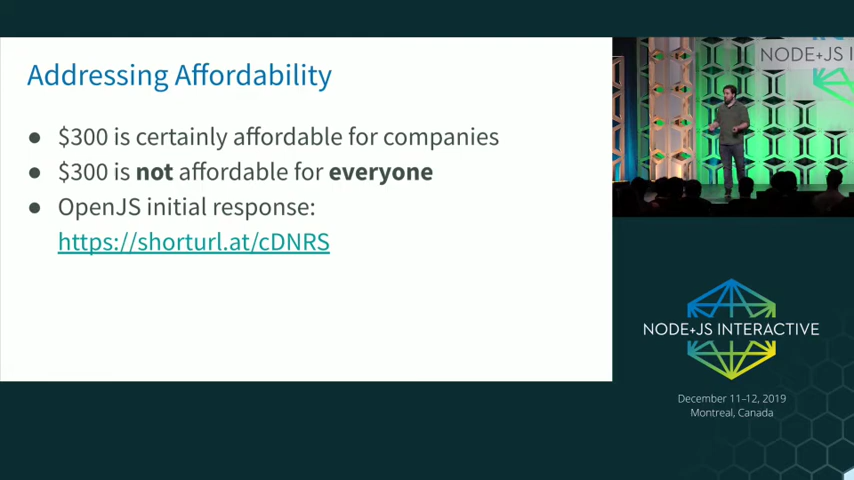 Addressing Affordability
● $300 is certainly affordable for companies
● $300 is not affordable for everyone
● OpenJS initial response:
https://shorturl.at/cDNRS
NODE+JS I
NODE+JS INTERACTIVE
December 11–12, 2019
Montreal, Canada